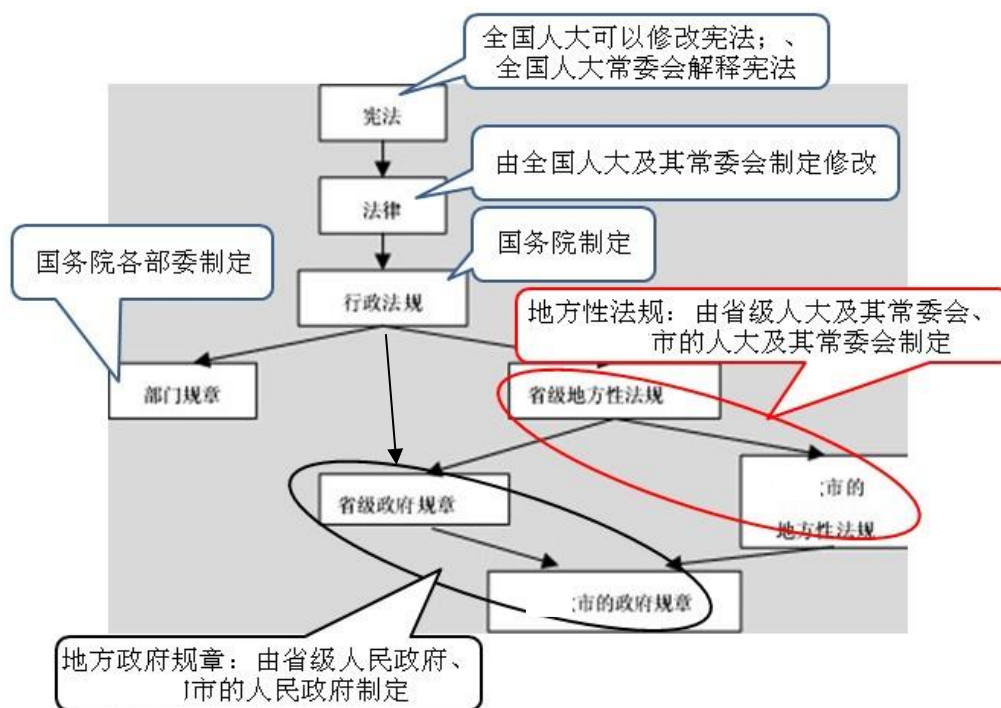 全国人大可以修改宪法；、
全国人大常委会解释宪法
宪法
由全国人大及其常委会制定修改
法律
国务院制定
国务院各部委制定
行政法规
地方性法规：由省级人大及其常委会、
市的人大及其常委会制定
部门规章
省级地方性法规
市的
地方性法规
省级政府规章
市的政府规章
地方政府规章：由省级人民政府、
市的人民政府制定